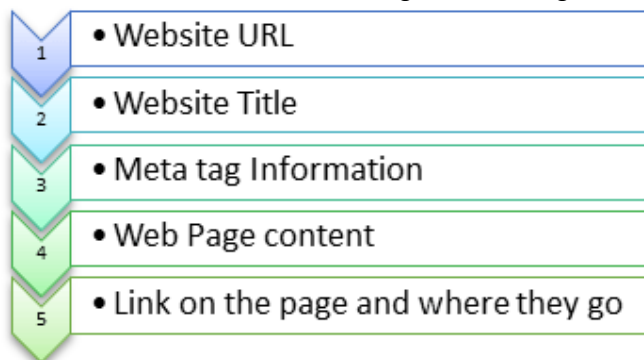 1
• Website URL
2
• Website Title
3
• Meta tag Information
4
• Web Page content
5
• Link on the page and where they go